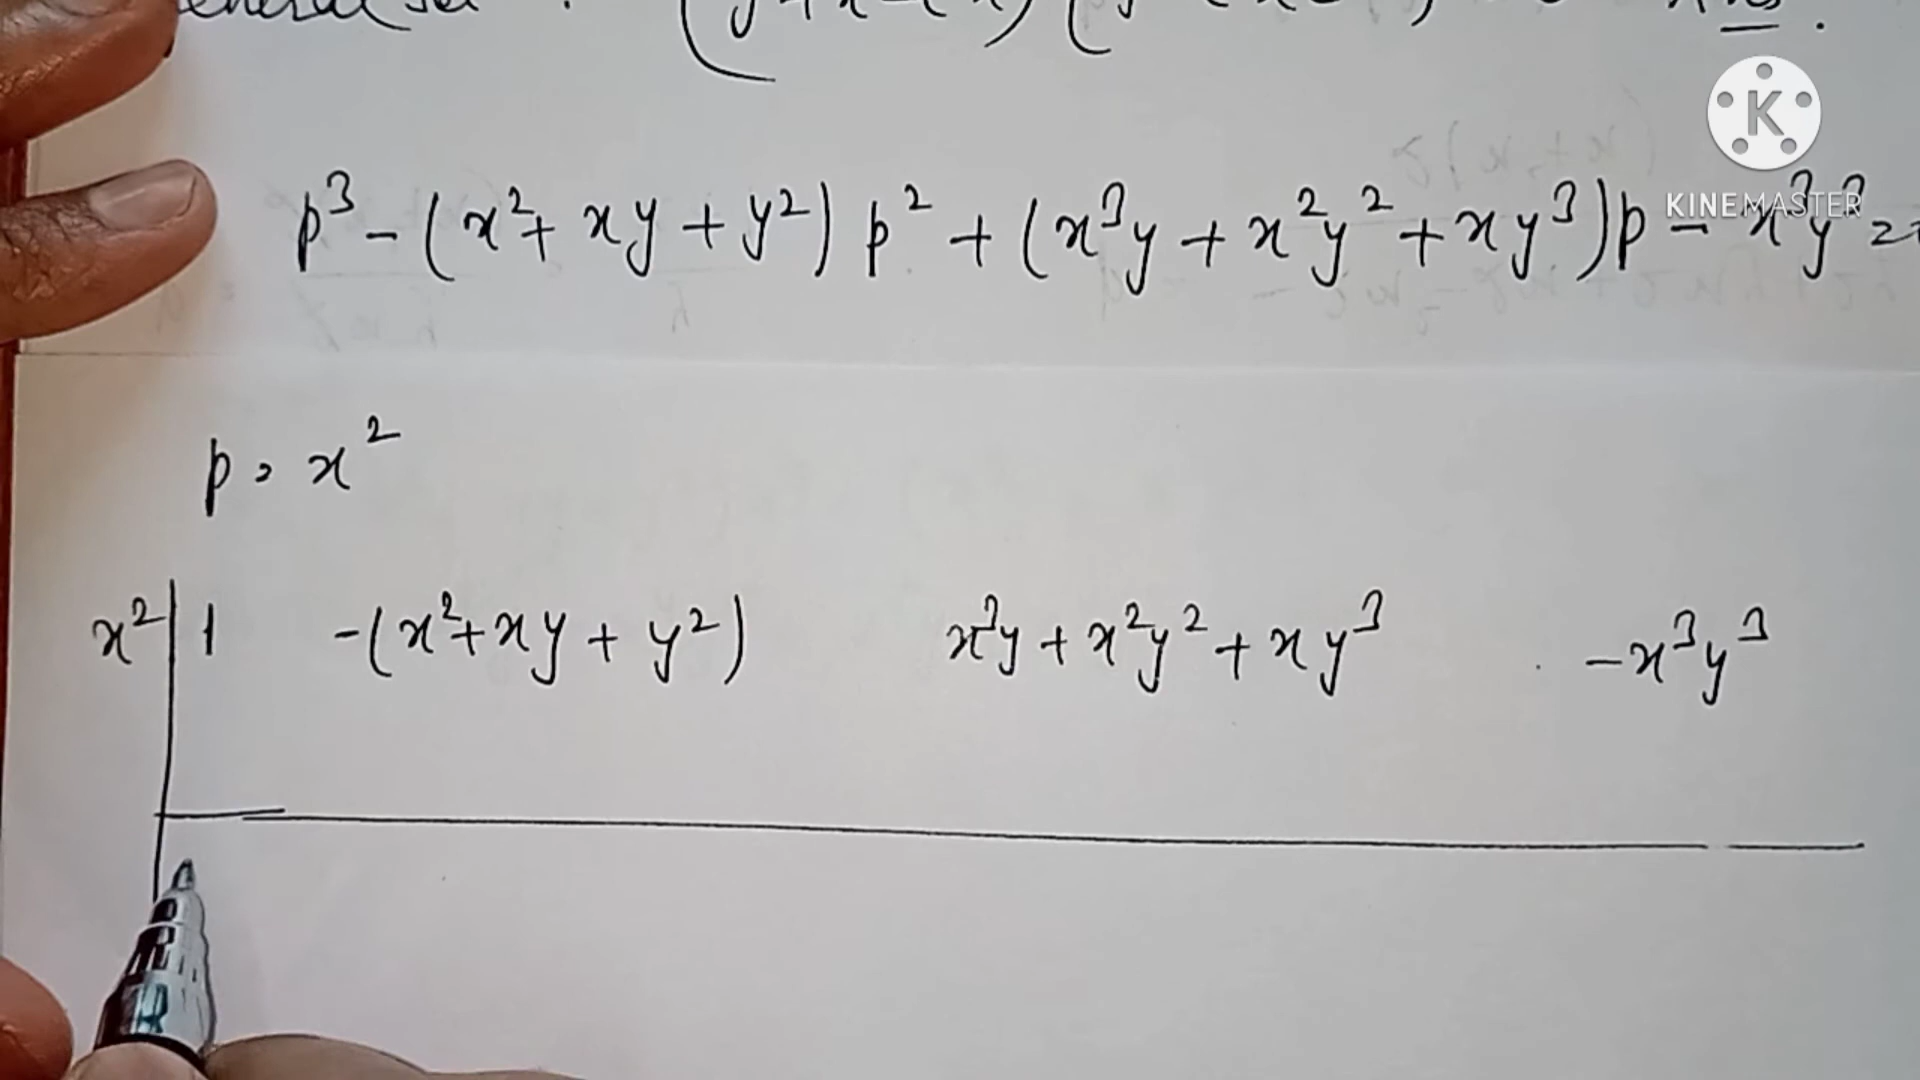 p³ - (x² + xy + y²) p² + (x³y + x²y² + xy³)p - x³y³ =
K
KINEMASTER
p = x²
x² | 1 -(x² + xy + y²) x³y + x²y² + xy³ -x³y³